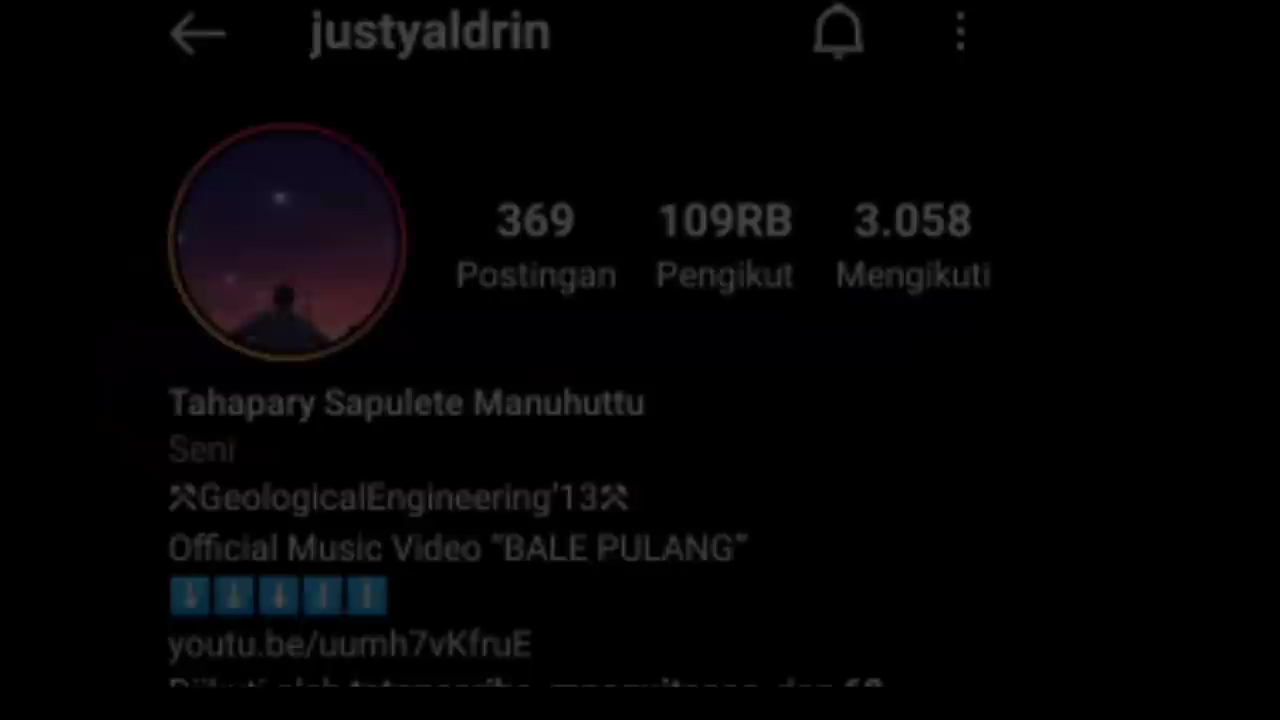 justyaldrin
369 109RB 3.058
Postingan Pengikut Mengikuti
Tahapary Sapulete Manuhuttu
Seni
⚒GeologicalEngineering'13⚒
Official Music Video "BALE PULANG"
⬇⬇⬇⬇⬇
youtu.be/uumh7vKfruE